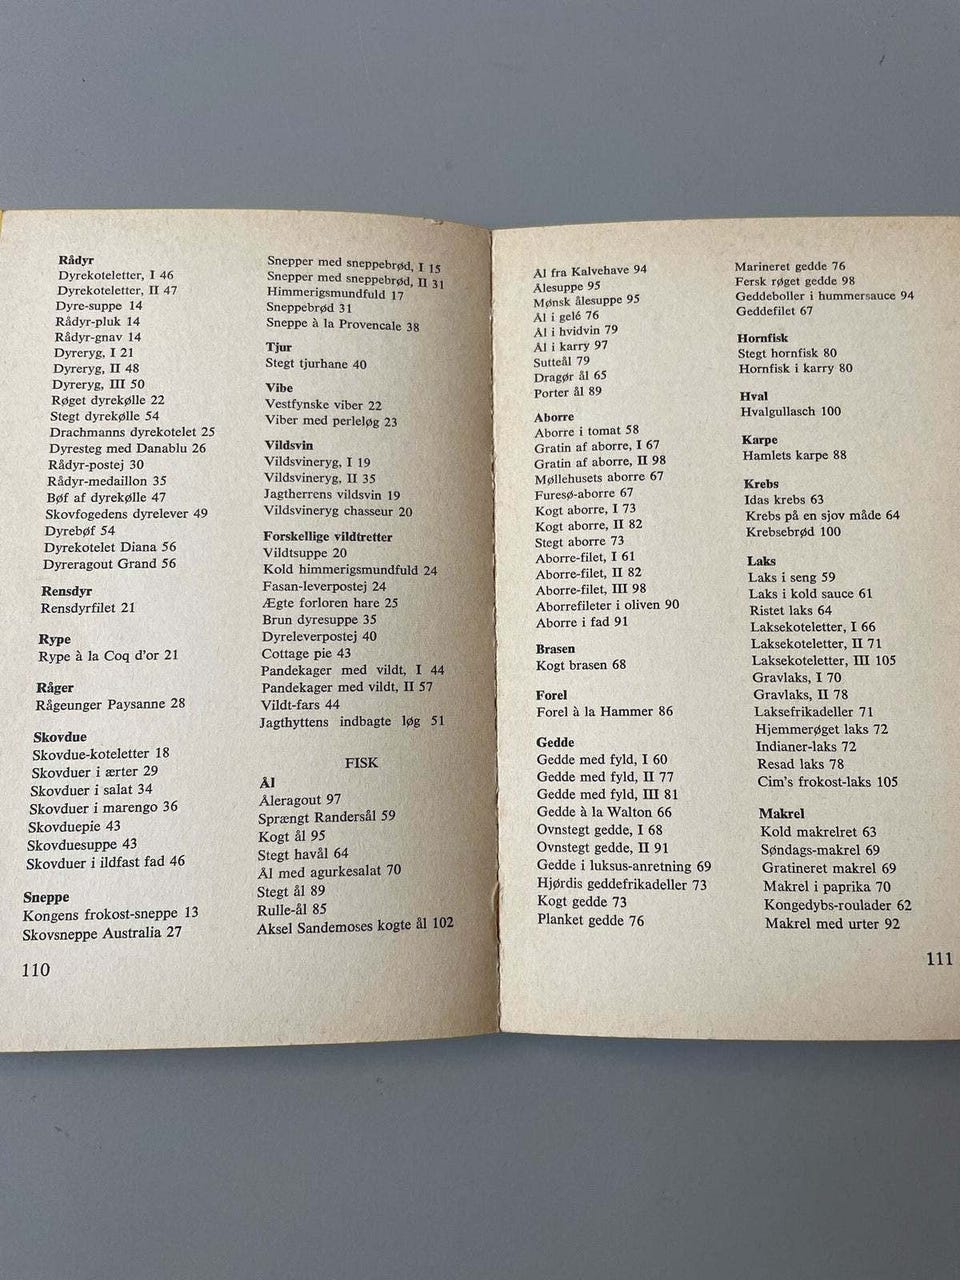 Rådyr
Dyrekoteletter, I 46
Dyrekoteletter, II 47
Dyre-suppe 14
Rådyr-pluk 14
Rådyr-gnav 14
Dyreryg, I 21
Dyreryg, II 48
Dyreryg, III 50
Røget dyrekølle 22
Stegt dyrekølle 54
Drachmanns dyrekotelet 25
Dyresteg med Danablu 26
Rådyr-postej 30
Rådyr-medaillon 35
Bøf af dyrekølle 47
Skovfogedens dyrelever 49
Dyrebøf 54
Dyrekotelet Diana 56
Dyreragout Grand 56
Rensdyr
Rensdyrfilet 21
Rype
Rype à la Coq d'or 21
Råger
Rågeunger Paysanne 28
Skovdue
Skovdue-koteletter 18
Skovduer i ærter 29
Skovduer i salat 34
Skovduer i marengo 36
Skovduepie 43
Skovduesuppe 43
Skovduer i ildfast fad 46
Sneppe
Kongens frokost-sneppe 13
Skovsneppe Australia 27
110
Snepper med sneppebrød, I 15
Snepper med sneppebrød, II 31
Himmerigsmundfuld 17
Sneppebrød 31
Sneppe à la Provencale 38
Tjur
Stegt tjurhane 40
Vibe
Vestfynske viber 22
Viber med perleløg 23
Vildsvin
Vildsvineryg, I 19
Vildsvineryg, II 35
Jagtherrens vildsvin 19
Vildsvineryg chasseur 20
Forskellige vildtretter
Vildtsuppe 20
Kold himmerigsmundfuld 24
Fasan-leverpostej 24
Ægte forloren hare 25
Brun dyresuppe 35
Dyreleverpostej 40
Cottage pie 43
Pandekager med vildt, I 44
Pandekager med vildt, II 57
Vildt-fars 44
Jagthyttens indbagte løg 51
FISK
Ål
Åleragout 97
Sprængt Randersål 59
Kogt ål 95
Stegt havål 64
Ål med agurkesalat 70
Stegt ål 89
Rulle-ål 85
Aksel Sandemoses kogte ål 102
Ål fra Kalvehave 94
Ålesuppe 95
Mønsk ålesuppe 95
Ål i gelé 76
Ål i hvidvin 79
Ål i karry 97
Sutteål 79
Dragør ål 65
Porter ål 89
Aborre
Aborre i tomat 58
Gratin af aborre, I 67
Gratin af aborre, II 98
Møllehusets aborre 67
Furesø-aborre 67
Kogt aborre, I 73
Kogt aborre, II 82
Stegt aborre 73
Aborre-filet, I 61
Aborre-filet, II 82
Aborre-filet, III 98
Aborrefileter i oliven 90
Aborre i fad 91
Brasen
Kogt brasen 68
Forel
Forel à la Hammer 86
Gedde
Gedde med fyld, I 60
Gedde med fyld, II 77
Gedde med fyld, III 81
Gedde à la Walton 66
Ovnstegt gedde, I 68
Ovnstegt gedde, II 91
Gedde i luksus-anretning 69
Hjørdis geddefrikadeller 73
Kogt gedde 73
Planket gedde 76
Marineret gedde 76
Fersk røget gedde 98
Geddeboller i hummersauce 94
Geddefilet 67
Hornfisk
Stegt hornfisk 80
Hornfisk i karry 80
Hval
Hvalgullasch 100
Karpe
Hamlets karpe 88
Krebs
Idas krebs 63
Krebs på en sjov måde 64
Krebsebrød 100
Laks
Laks i seng 59
Laks i kold sauce 61
Ristet laks 64
Laksekoteletter, I 66
Laksekoteletter, II 71
Laksekoteletter, III 105
Gravlaks, I 70
Gravlaks, II 78
Laksefrikadeller 71
Hjemmerøget laks 72
Indianer-laks 72
Resad laks 78
Cim's frokost-laks 105
Makrel
Kold makrelret 63
Søndags-makrel 69
Gratineret makrel 69
Makrel i paprika 70
Kongedybs-roulader 62
Makrel med urter 92
111